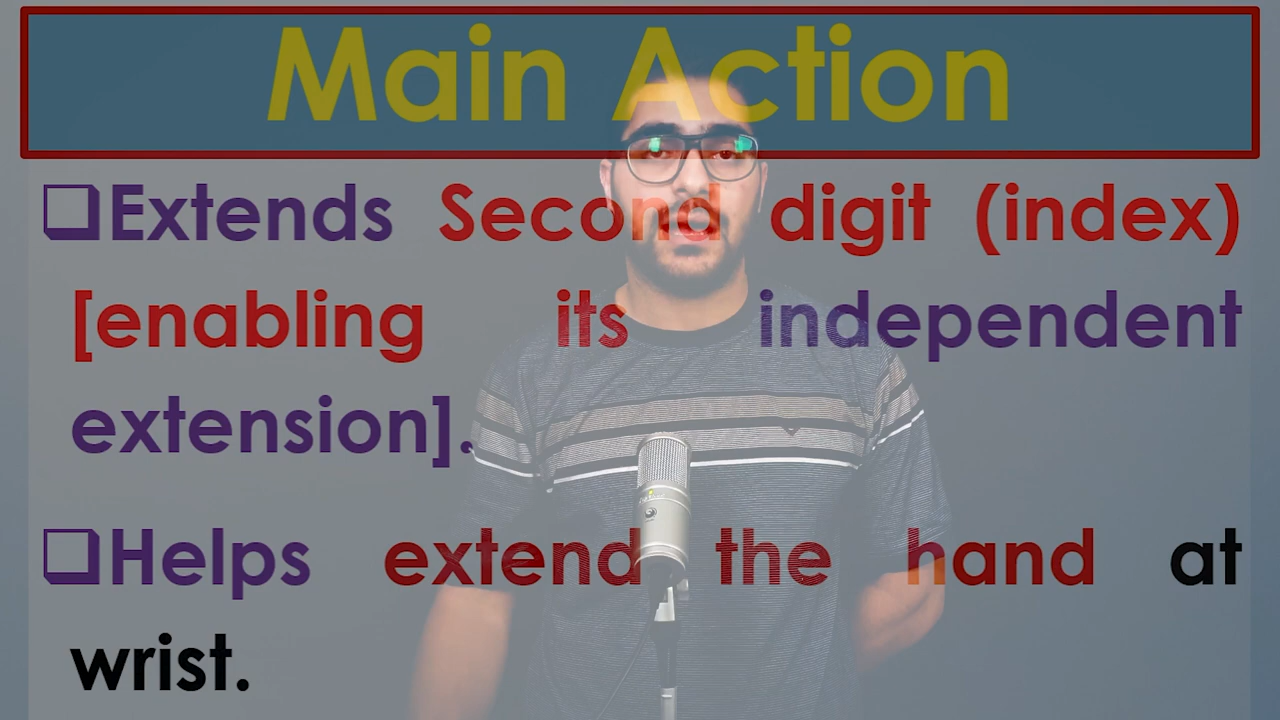 Main Action
❑Extends Second digit (index)
[enabling its independent
extension].
❑Helps extend the hand at
wrist.